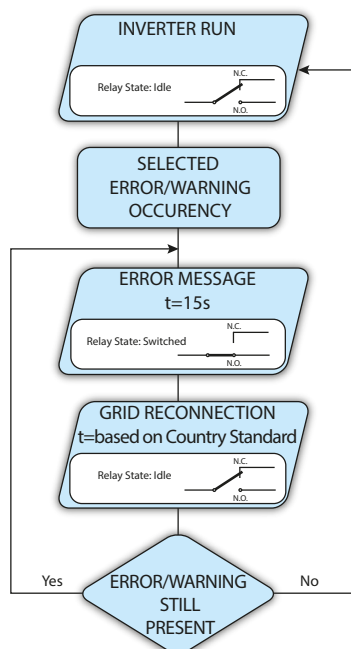 INVERTER RUN
N.C.
Relay State: Idle
N.O.
SELECTED
ERROR/WARNING
OCCURENCY
ERROR MESSAGE
t=15s
N.C.
Relay State: Switched
N.O.
GRID RECONNECTION
t=based on Country Standard
N.C.
Relay State: Idle
N.O.
Yes
ERROR/WARNING
STILL
PRESENT
No